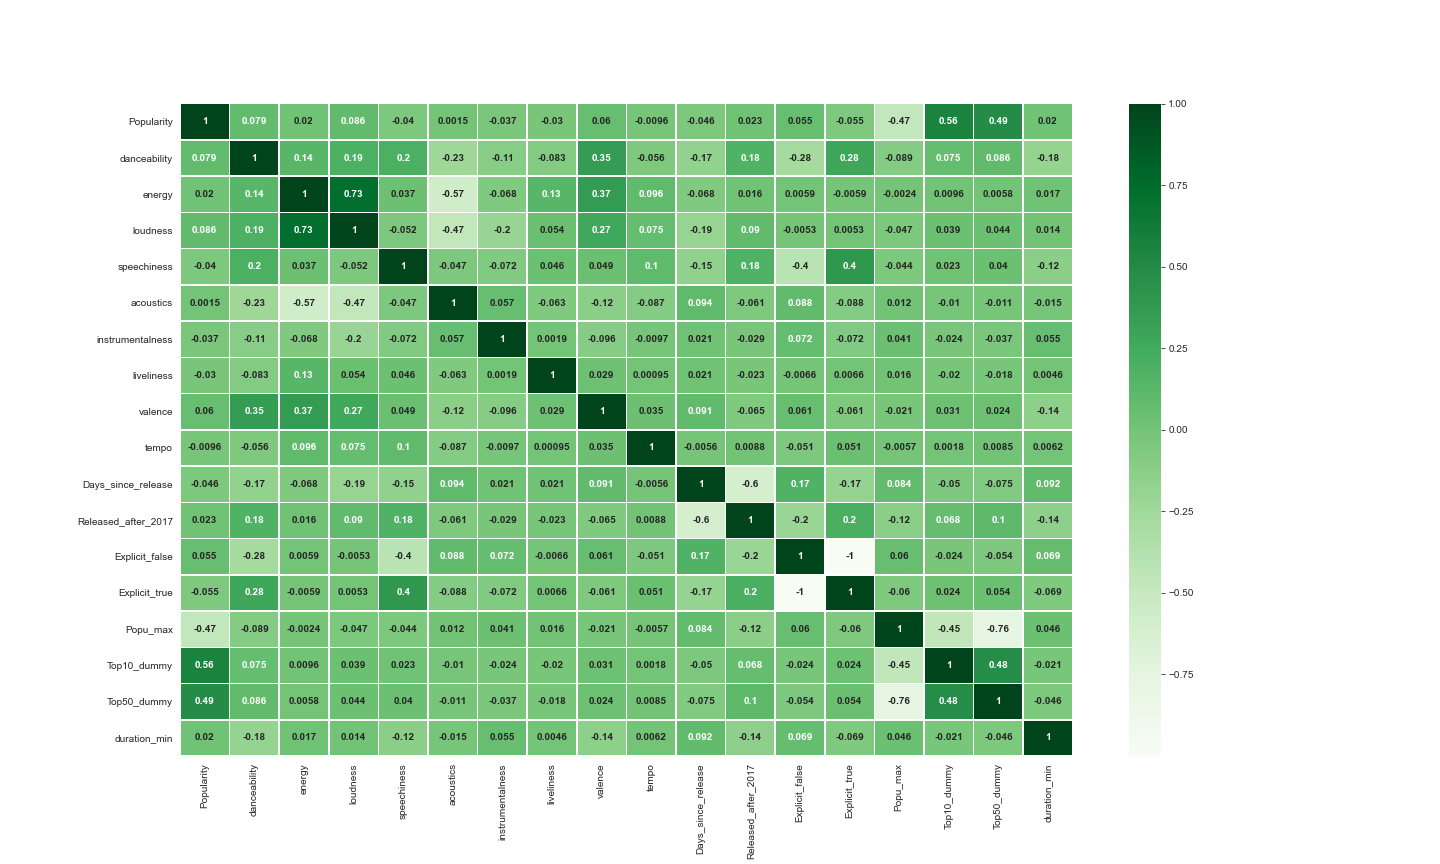 Popularity 1 0.079 0.02 0.086 -0.04 0.0015 -0.037 -0.03 0.06 -0.0096 -0.046 0.023 0.055 -0.055 -0.47 0.56 0.49 0.02
danceability 0.079 1 0.14 0.19 0.2 -0.23 -0.11 -0.083 0.35 -0.056 -0.17 0.18 -0.28 0.28 -0.089 0.075 0.086 -0.18
energy 0.02 0.14 1 0.73 0.037 -0.57 -0.068 0.13 0.37 0.096 -0.068 0.016 0.0059 -0.0059 -0.0024 0.0096 0.0058 0.017
loudness 0.086 0.19 0.73 1 -0.052 -0.47 -0.2 0.054 0.27 0.075 -0.19 0.09 -0.0053 0.0053 -0.047 0.039 0.044 0.014
speechiness -0.04 0.2 0.037 -0.052 1 -0.047 -0.072 0.046 0.049 0.1 -0.15 0.18 -0.4 0.4 -0.044 0.023 0.04 -0.12
acoustics 0.0015 -0.23 -0.57 -0.47 -0.047 1 0.057 -0.063 -0.12 -0.087 0.094 -0.061 0.088 -0.088 0.012 -0.01 -0.011 -0.015
instrumentalness -0.037 -0.11 -0.068 -0.2 -0.072 0.057 1 0.0019 -0.096 -0.0097 0.021 -0.029 0.072 -0.072 0.041 -0.024 -0.037 0.055
liveliness -0.03 -0.083 0.13 0.054 0.046 -0.063 0.0019 1 0.029 0.00095 0.021 -0.023 -0.0066 0.0066 0.016 -0.02 -0.018 0.0046
valence 0.06 0.35 0.37 0.27 0.049 -0.12 -0.096 0.029 1 0.035 0.091 -0.065 0.061 -0.061 -0.021 0.031 0.024 -0.14
tempo -0.0096 -0.056 0.096 0.075 0.1 -0.087 -0.0097 0.00095 0.035 1 -0.0056 0.0088 -0.051 0.051 -0.0057 0.0018 0.0085 0.0062
Days_since_release -0.046 -0.17 -0.068 -0.19 -0.15 0.094 0.021 0.021 0.091 -0.0056 1 -0.6 0.17 -0.17 0.084 -0.05 -0.075 0.092
Released_after_2017 0.023 0.18 0.016 0.09 0.18 -0.061 -0.029 -0.023 -0.065 0.0088 -0.6 1 -0.2 0.2 -0.12 0.068 0.1 -0.14
Explicit_false 0.055 -0.28 0.0059 -0.0053 -0.4 0.088 0.072 -0.0066 0.061 -0.051 0.17 -0.2 1 -1 0.06 -0.024 -0.054 0.069
Explicit_true -0.055 0.28 -0.0059 0.0053 0.4 -0.088 -0.072 0.0066 -0.061 0.051 -0.17 0.2 -1 1 -0.06 0.024 0.054 -0.069
Popu_max -0.47 -0.089 -0.0024 -0.047 -0.044 0.012 0.041 0.016 -0.021 -0.0057 0.084 -0.12 0.06 -0.06 1 -0.45 -0.76 0.046
Top10_dummy 0.56 0.075 0.0096 0.039 0.023 -0.01 -0.024 -0.02 0.031 0.0018 -0.05 0.068 -0.024 0.024 -0.45 1 0.48 -0.021
Top50_dummy 0.49 0.086 0.0058 0.044 0.04 -0.011 -0.037 -0.018 0.024 0.0085 -0.075 0.1 -0.054 0.054 -0.76 0.48 1 -0.046
duration_min 0.02 -0.18 0.017 0.014 -0.12 -0.015 0.055 0.0046 -0.14 0.0062 0.092 -0.14 0.069 -0.069 0.046 -0.021 -0.046 1
Popularity
danceability
energy
loudness
speechiness
acoustics
instrumentalness
liveliness
valence
tempo
Days_since_release
Released_after_2017
Explicit_false
Explicit_true
Popu_max
Top10_dummy
Top50_dummy
duration_min
1.00
0.75
0.50
0.25
0.00
−0.25
−0.50
−0.75